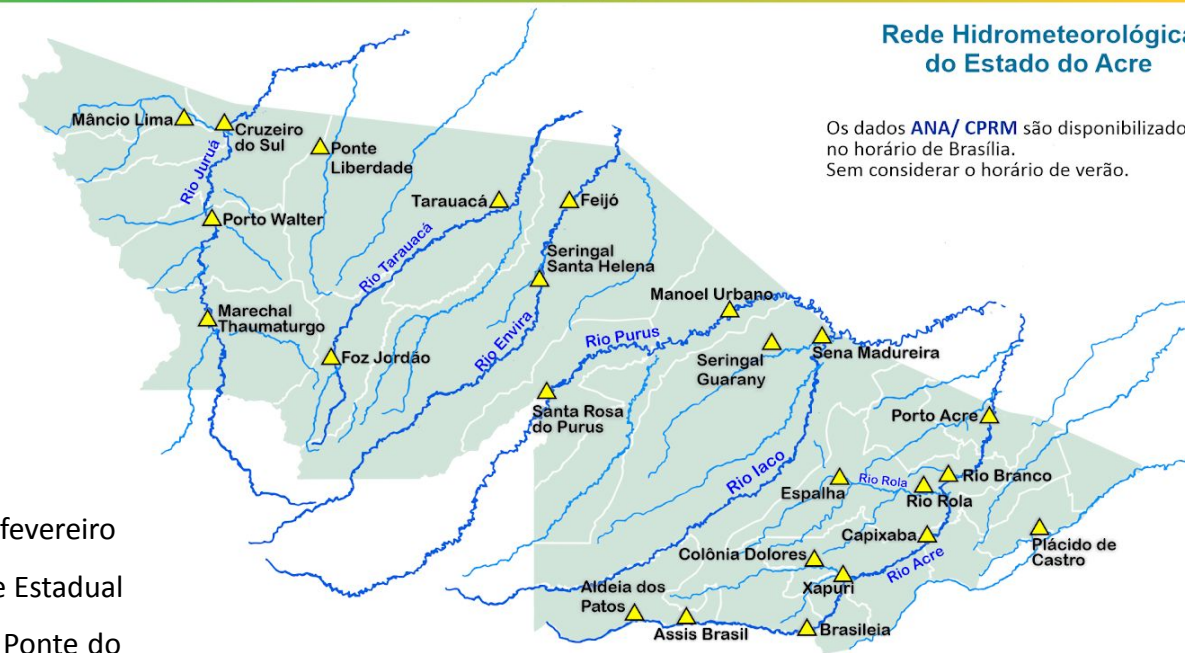 Rede Hidrometeorológica
do Estado do Acre
Os dados ANA/ CPRM são disponibilizado
no horário de Brasília.
Sem considerar o horário de verão.
Mâncio Lima
Cruzeiro
do Sul
Ponte
Liberdade
Rio Juruá
Porto Walter
Tarauacá
Feijó
Rio Tarauacá
Seringal
Santa Helena
Marechal
Thaumaturgo
Foz Jordão
Rio Envira
Manoel Urbano
Rio Purus
Seringal
Guarany
Sena Madureira
Santa Rosa
do Purus
Porto Acre
Rio Iaco
Espalha
Rio Rola
Rio Rola
Rio Branco
Capixaba
Plácido de
Castro
Colônia Dolores
Xapuri
Rio Acre
Aldeia dos
Patos
Assis Brasil
Brasileia
fevereiro
e Estadual
Ponte do